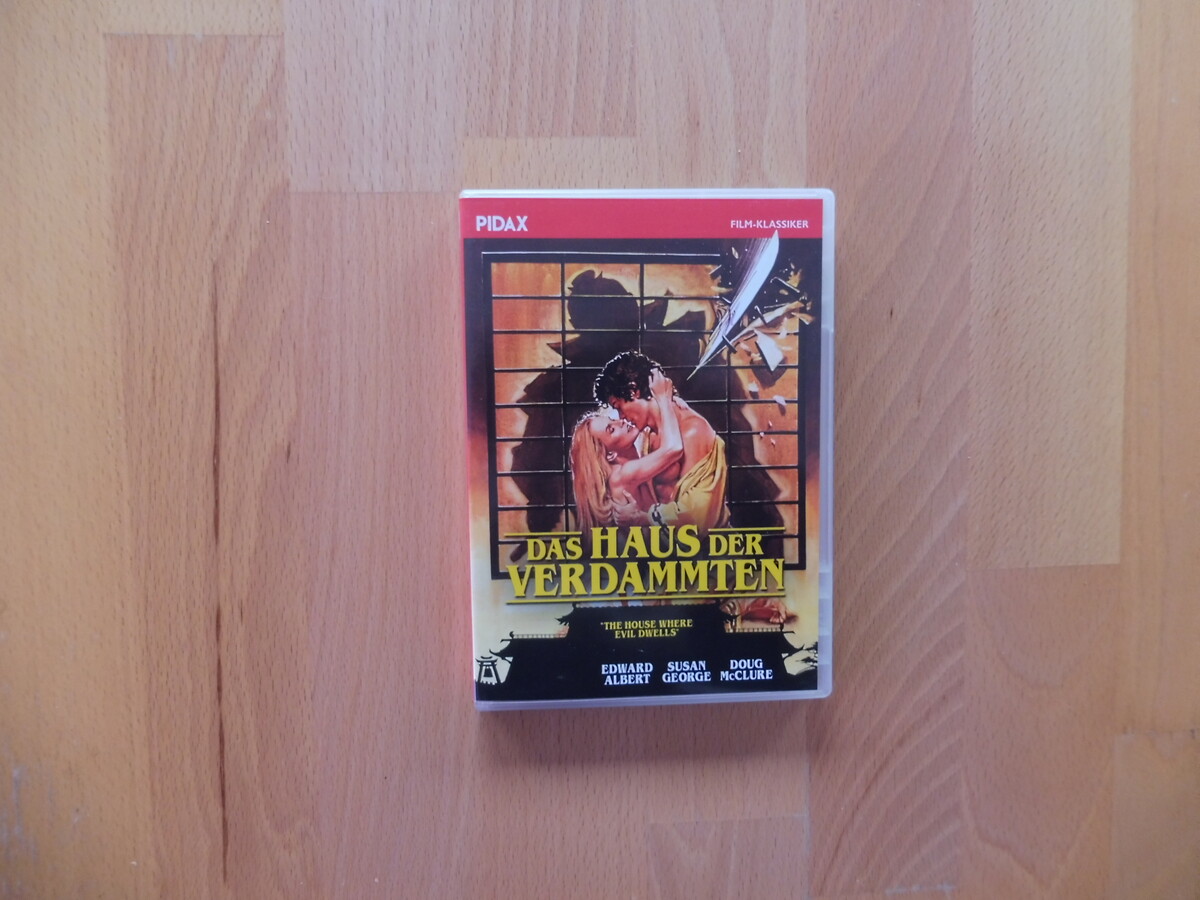 PIDAX
FILM-KLASSIKER
DAS HAUS DER
VERDAMMTEN
"THE HOUSE WHERE
EVIL DWELLS"
EDWARD ALBERT
SUSAN GEORGE
DOUG McCLURE